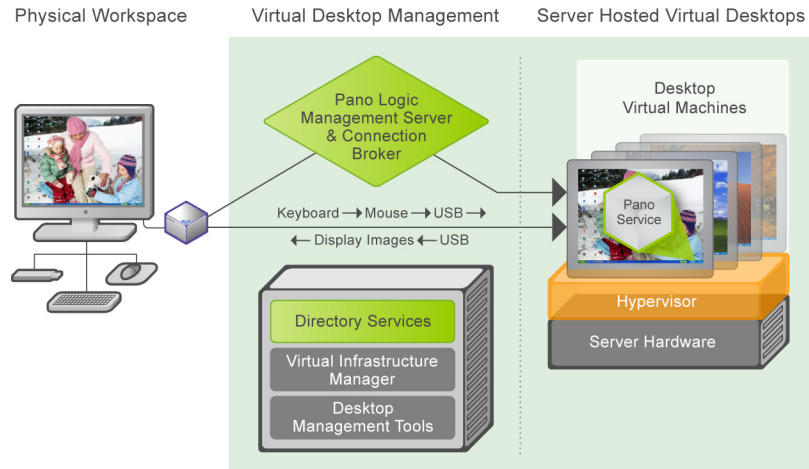 Physical Workspace
Virtual Desktop Management
Server Hosted Virtual Desktops
Pano Logic
Management Server
& Connection
Broker
Desktop
Virtual Machines
Keyboard → Mouse → USB →
← Display Images ← USB
Pano
Service
Directory Services
Virtual Infrastructure
Manager
Desktop
Management Tools
Hypervisor
Server Hardware